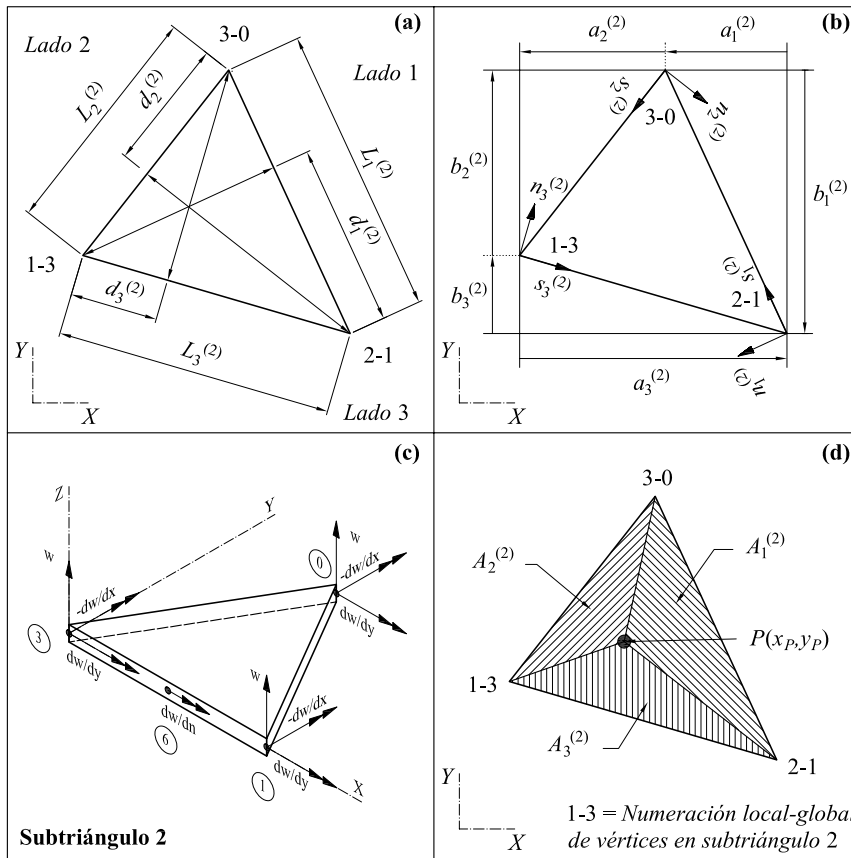 (a)
3-0
Lado 2
Lado 1
L₂⁽²⁾
d₂⁽²⁾
L₁⁽²⁾
d₁⁽²⁾
1-3
d₃⁽²⁾
L₃⁽²⁾
2-1
Lado 3
Y
X
(b)
a₂⁽²⁾
a₁⁽²⁾
s₂⁽²⁾
n₂⁽²⁾
3-0
b₂⁽²⁾
b₁⁽²⁾
n₃⁽²⁾
1-3
s₃⁽²⁾
s₁⁽²⁾
2-1
b₃⁽²⁾
n₁⁽²⁾
a₃⁽²⁾
Y
X
(c)
Z
Y
w
w
0
-dw/dx
-dw/dx
dw/dy
3
dw/dy
w
-dw/dx
dw/dn
6
1
dw/dy
X
Subtriángulo 2
(d)
3-0
A₂⁽²⁾
A₁⁽²⁾
P(xₚ,yₚ)
1-3
A₃⁽²⁾
2-1
Y
X
1-3 = Numeración local-globa
de vértices en subtriángulo 2